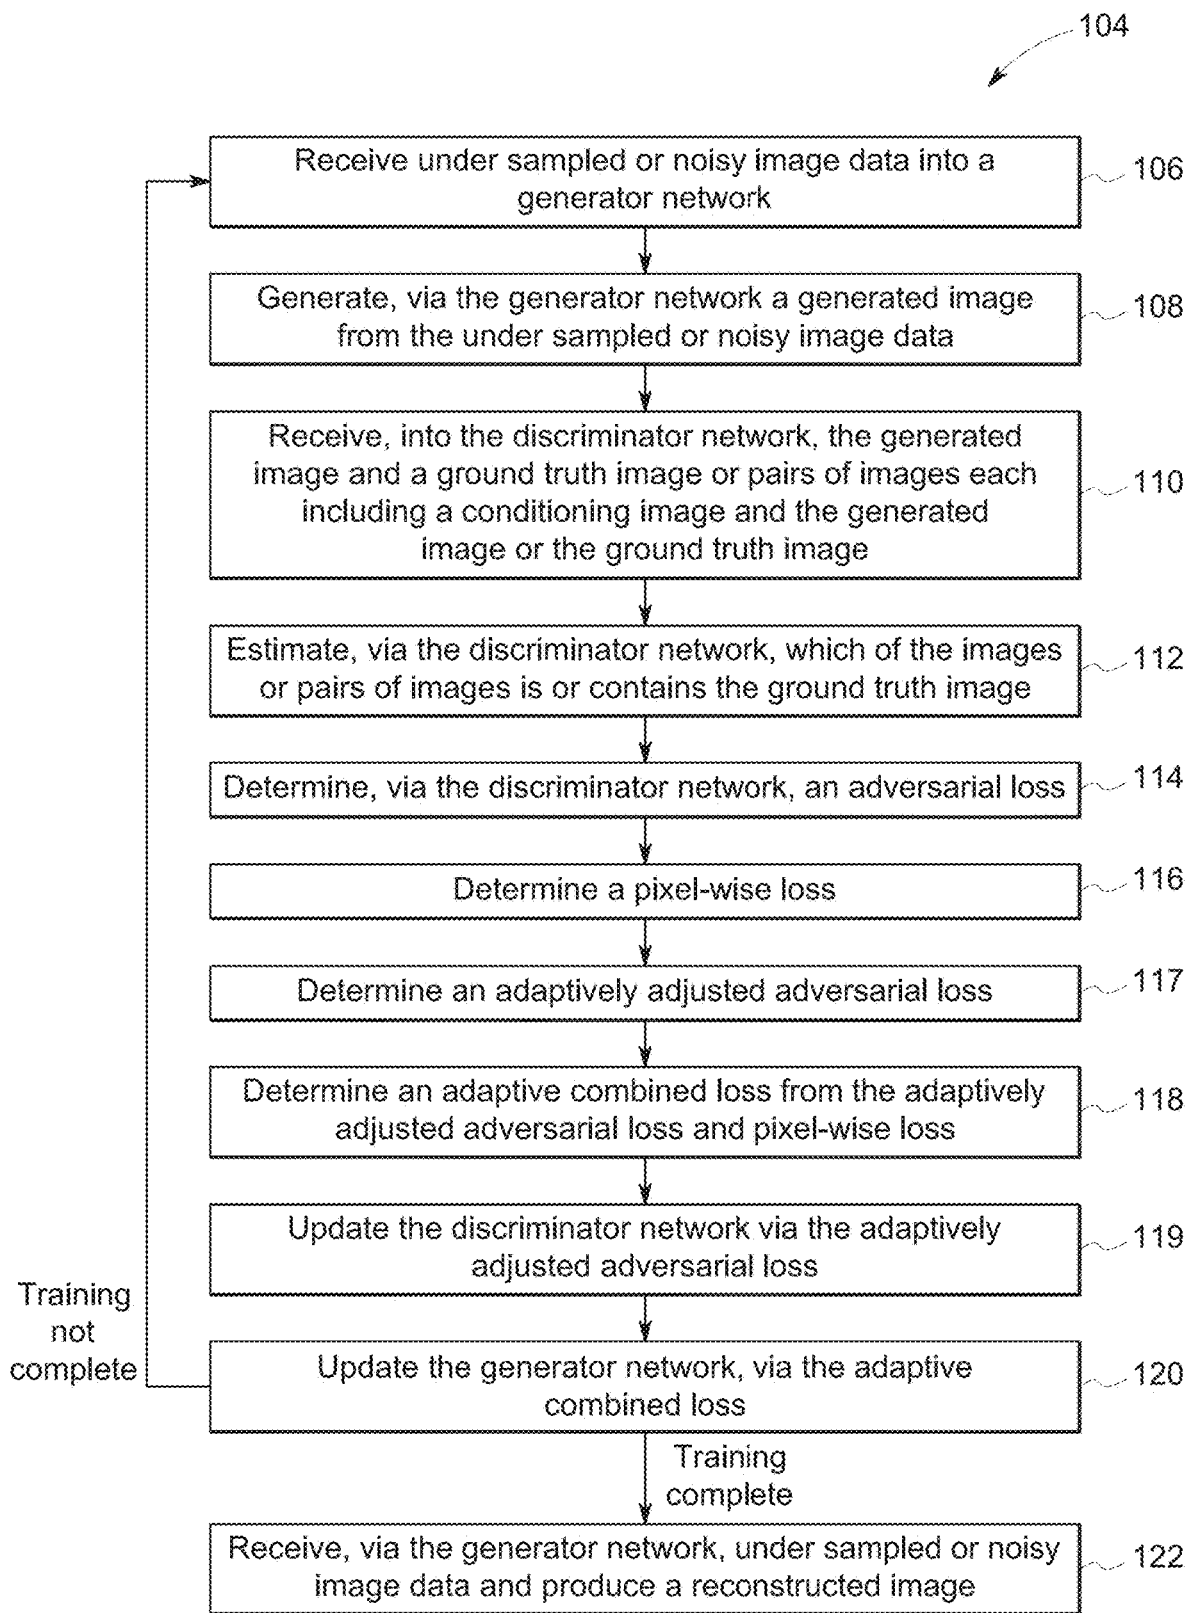 104
Receive under sampled or noisy image data into a
generator network
106
Generate, via the generator network a generated image
from the under sampled or noisy image data
108
Receive, into the discriminator network, the generated
image and a ground truth image or pairs of images each
including a conditioning image and the generated
image or the ground truth image
110
Estimate, via the discriminator network, which of the images
or pairs of images is or contains the ground truth image
112
Determine, via the discriminator network, an adversarial loss
114
Determine a pixel-wise loss
116
Determine an adaptively adjusted adversarial loss
117
Determine an adaptive combined loss from the adaptively
adjusted adversarial loss and pixel-wise loss
118
Update the discriminator network via the adaptively
adjusted adversarial loss
119
Training
not
complete
Update the generator network, via the adaptive
combined loss
120
Training
complete
Receive, via the generator network, under sampled or noisy
image data and produce a reconstructed image
122